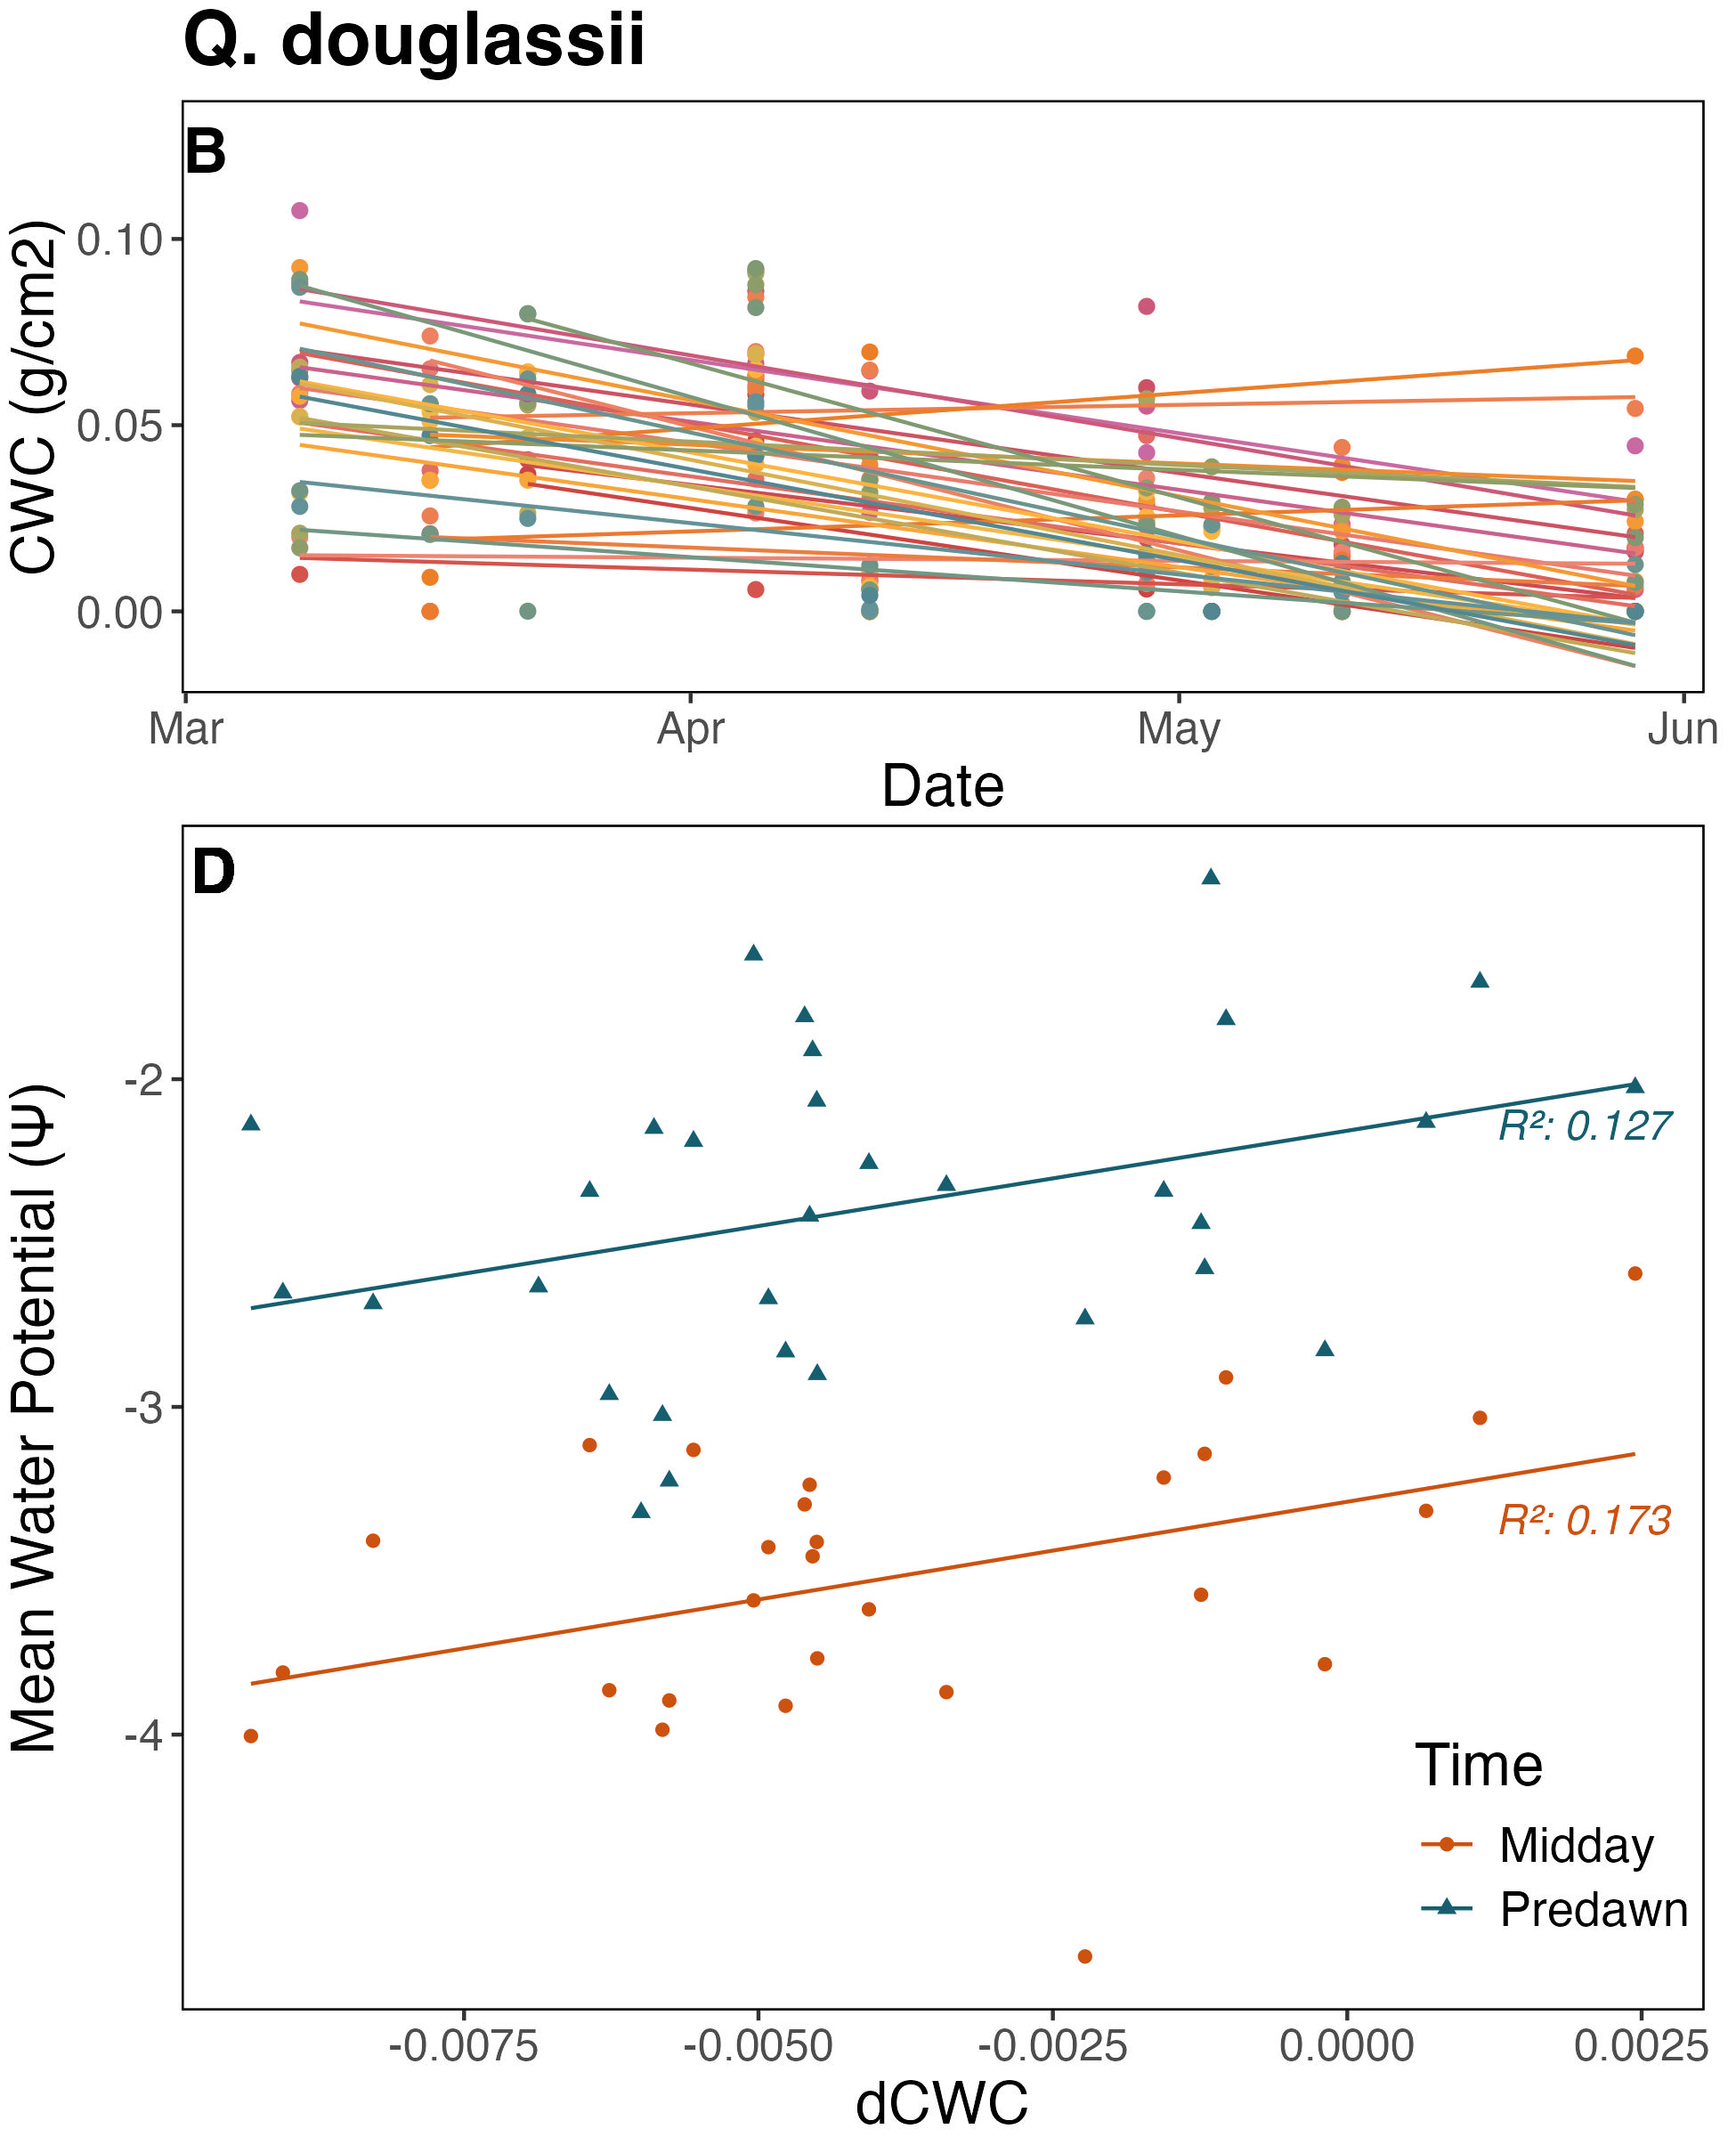 Q. douglassii
B
CWC (g/cm2)
0.10
0.05
0.00
Mar Apr May Jun
Date
D
Mean Water Potential (Ψ)
-2
-3
-4
R²: 0.127
R²: 0.173
Time
Midday
Predawn
-0.0075 -0.0050 -0.0025 0.0000 0.0025
dCWC